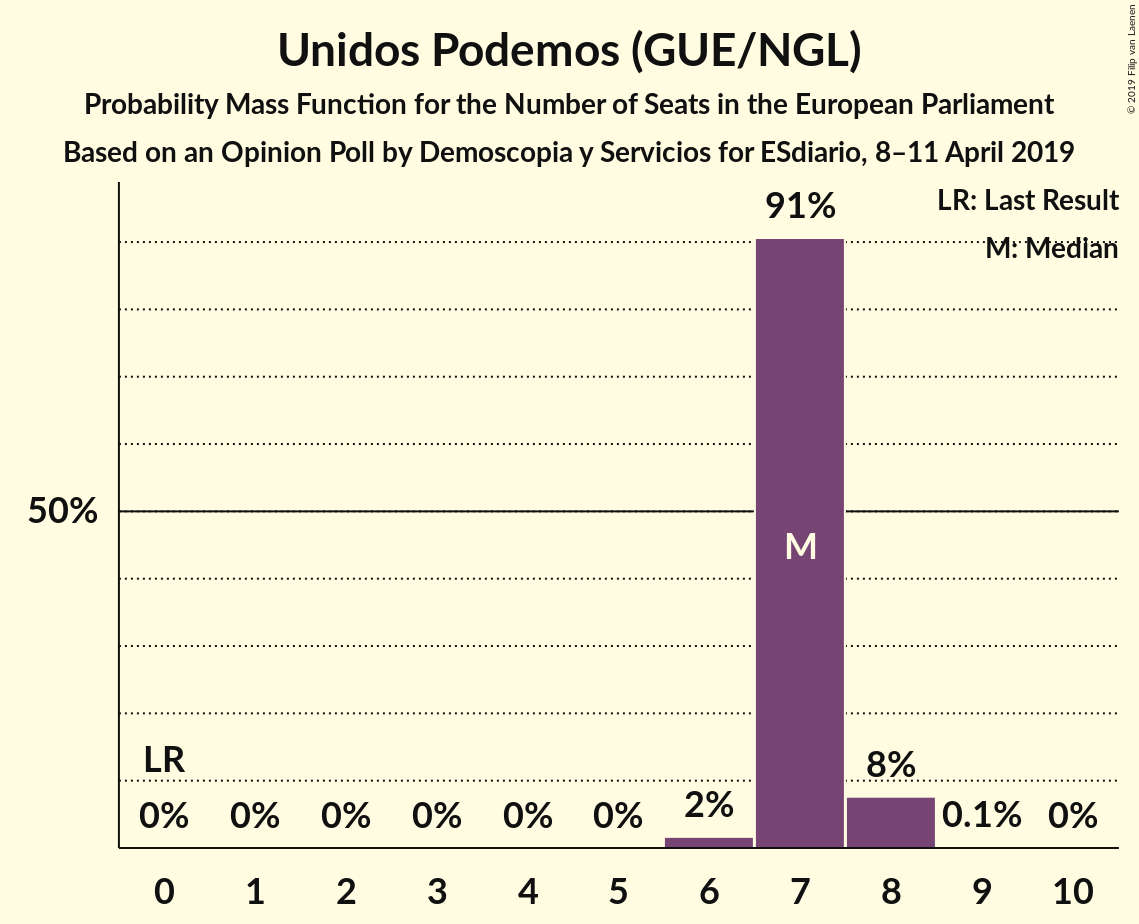 Unidos Podemos (GUE/NGL)
Probability Mass Function for the Number of Seats in the European Parliament
Based on an Opinion Poll by Demoscopia y Servicios for ESdiario, 8–11 April 2019
© 2019 Filip van Laenen
LR: Last Result
M: Median
91%
50%
M
LR
0% 0% 0% 0% 0% 0% 2% 8% 0.1% 0%
0 1 2 3 4 5 6 7 8 9 10